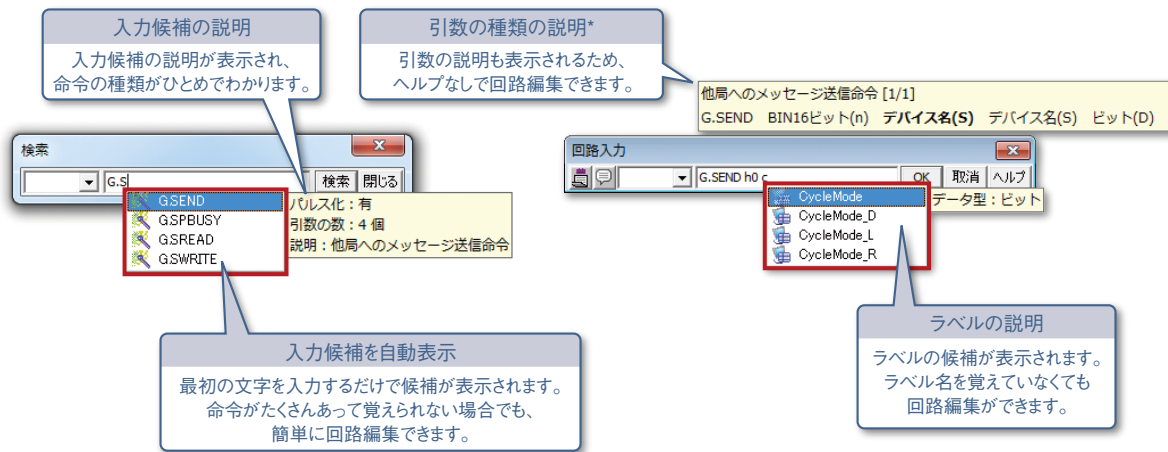 入力候補の説明
入力候補の説明が表示され、
命令の種類がひとめでわかります。
引数の種類の説明*
引数の説明も表示されるため、
ヘルプなしで回路編集できます。
他局へのメッセージ送信命令 [1/1]
G.SEND BIN16ビット(n) デバイス名(S) デバイス名(S) ビット(D)
検索
G.S 検索 閉じる
G.SEND
G.SPBUSY
G.SREAD
G.SWRITE
パルス化：有
引数の数：4 個
説明：他局へのメッセージ送信命令
回路入力
G.SEND h0 c OK 取消 ヘルプ
CycleMode
CycleMode_D
CycleMode_L
CycleMode_R
データ型：ビット
入力候補を自動表示
最初の文字を入力するだけで候補が表示されます。
命令がたくさんあって覚えられない場合でも、
簡単に回路編集できます。
ラベルの説明
ラベルの候補が表示されます。
ラベル名を覚えていなくても
回路編集ができます。